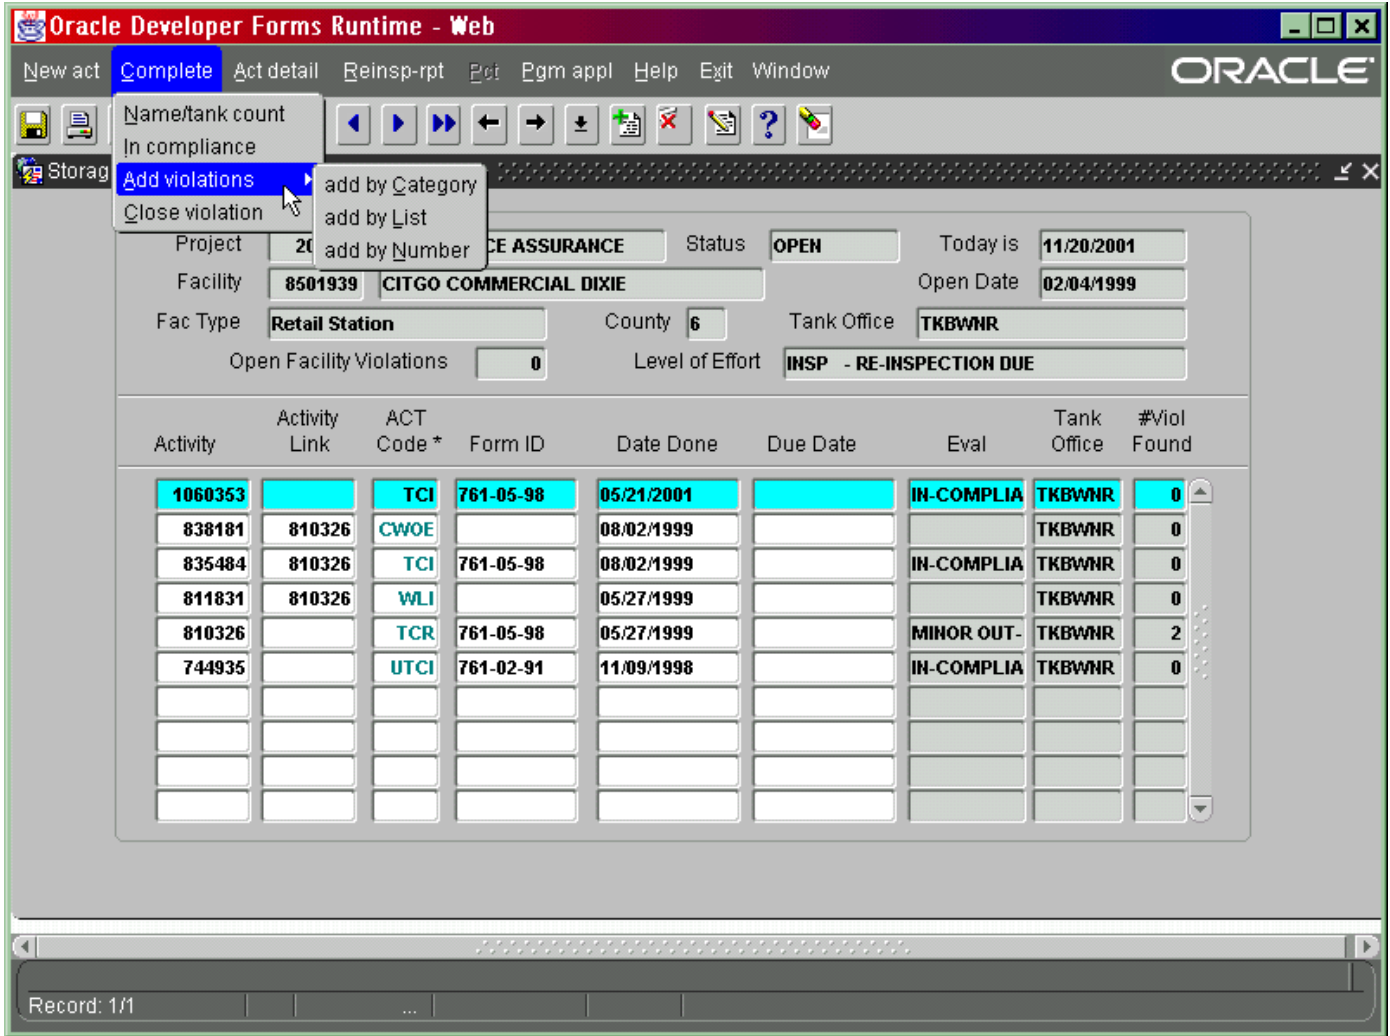 Oracle Developer Forms Runtime - Web
New act Complete Act detail Reinsp-rpt Pct Pgm appl Help Exit Window ORACLE
Name/tank count
In compliance
Storag Add violations add by Category
Close violation add by List
add by Number
Project 20 CE ASSURANCE Status OPEN Today is 11/20/2001
Facility 8501939 CITGO COMMERCIAL DIXIE Open Date 02/04/1999
Fac Type Retail Station County 6 Tank Office TKBWNR
Open Facility Violations 0 Level of Effort INSP - RE-INSPECTION DUE
Activity ACT Tank #Viol
Activity Link Code * Form ID Date Done Due Date Eval Office Found
1060353 TCI 761-05-98 05/21/2001 IN-COMPLIA TKBWNR 0
838181 810326 CWOE 08/02/1999 TKBWNR 0
835484 810326 TCI 761-05-98 08/02/1999 IN-COMPLIA TKBWNR 0
811831 810326 WLI 05/27/1999 TKBWNR 0
810326 TCR 761-05-98 05/27/1999 MINOR OUT- TKBWNR 2
744935 UTCI 761-02-91 11/09/1998 IN-COMPLIA TKBWNR 0
Record: 1/1 ...